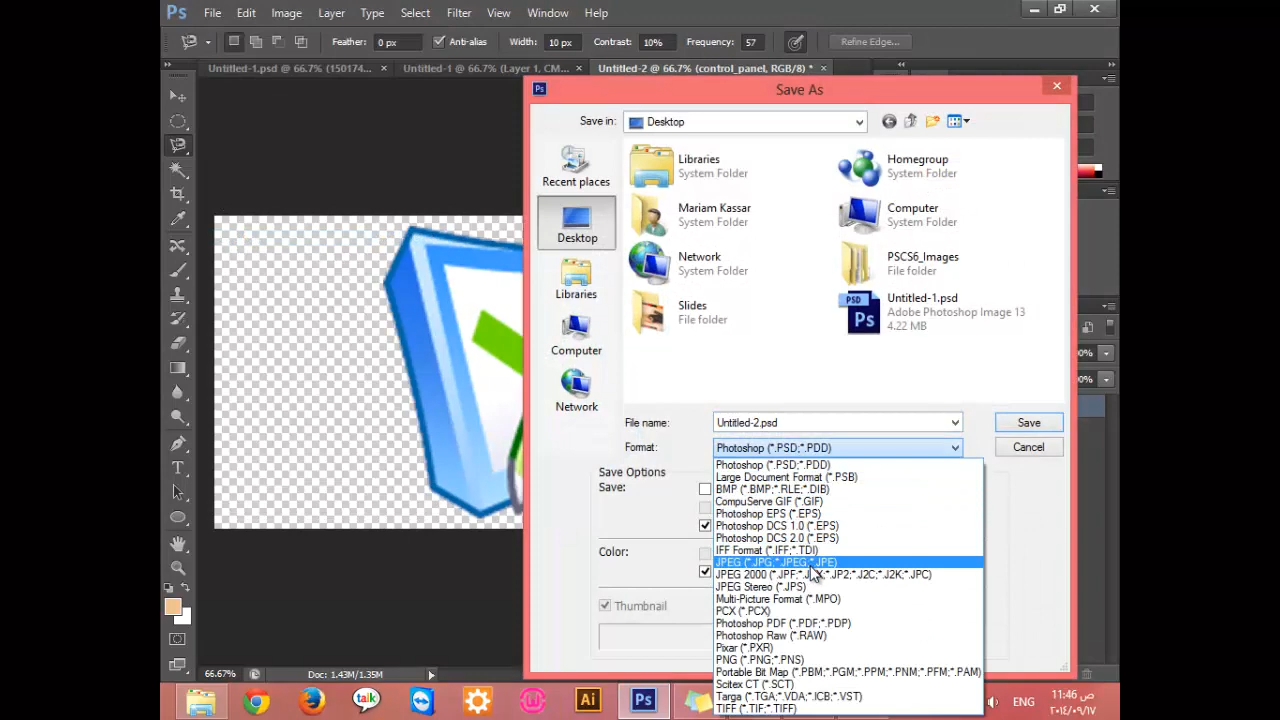 Ps File Edit Image Layer Type Select Filter View Window Help
Feather: 0 px Anti-alias Width: 10 px Contrast: 10% Frequency: 57 Refine Edge...
Untitled-1.psd @ 66.7% (150174... × Untitled-1 @ 66.7% (Layer 1, CM... × Untitled-2 @ 66.7% (control_panel, RGB/8) * ×
Save As
Save in: Desktop
Recent places
Desktop
Libraries
Computer
Network
Libraries
System Folder
Homegroup
System Folder
Mariam Kassar
System Folder
Computer
System Folder
Network
System Folder
PSCS6_Images
File folder
Slides
File folder
PSD
Ps
Untitled-1.psd
Adobe Photoshop Image 13
4.22 MB
File name: Untitled-2.psd Save
Format: Photoshop (*.PSD;*.PDD) Cancel
Save Options
Save:
Color:
Thumbnail
Photoshop (*.PSD;*.PDD)
Large Document Format (*.PSB)
BMP (*.BMP;*.RLE;*.DIB)
CompuServe GIF (*.GIF)
Photoshop EPS (*.EPS)
Photoshop DCS 1.0 (*.EPS)
Photoshop DCS 2.0 (*.EPS)
IFF Format (*.IFF;*.TDI)
JPEG (*.JPG;*.JPEG;*.JPE)
JPEG 2000 (*.JPF;*.JPX;*.JP2;*.J2C;*.J2K;*.JPC)
JPEG Stereo (*.JPS)
Multi-Picture Format (*.MPO)
PCX (*.PCX)
Photoshop PDF (*.PDF;*.PDP)
Photoshop Raw (*.RAW)
Pixar (*.PXR)
PNG (*.PNG;*.PNS)
Portable Bit Map (*.PBM;*.PGM;*.PPM;*.PNM;*.PFM;*.PAM)
Scitex CT (*.SCT)
Targa (*.TGA;*.VDA;*.ICB;*.VST)
TIFF (*.TIF;*.TIFF)
66.67% Doc: 1.43M/1.35M
talk Ai Ps ENG
ص 11:46
٢٠١٤/٠٩/١٧